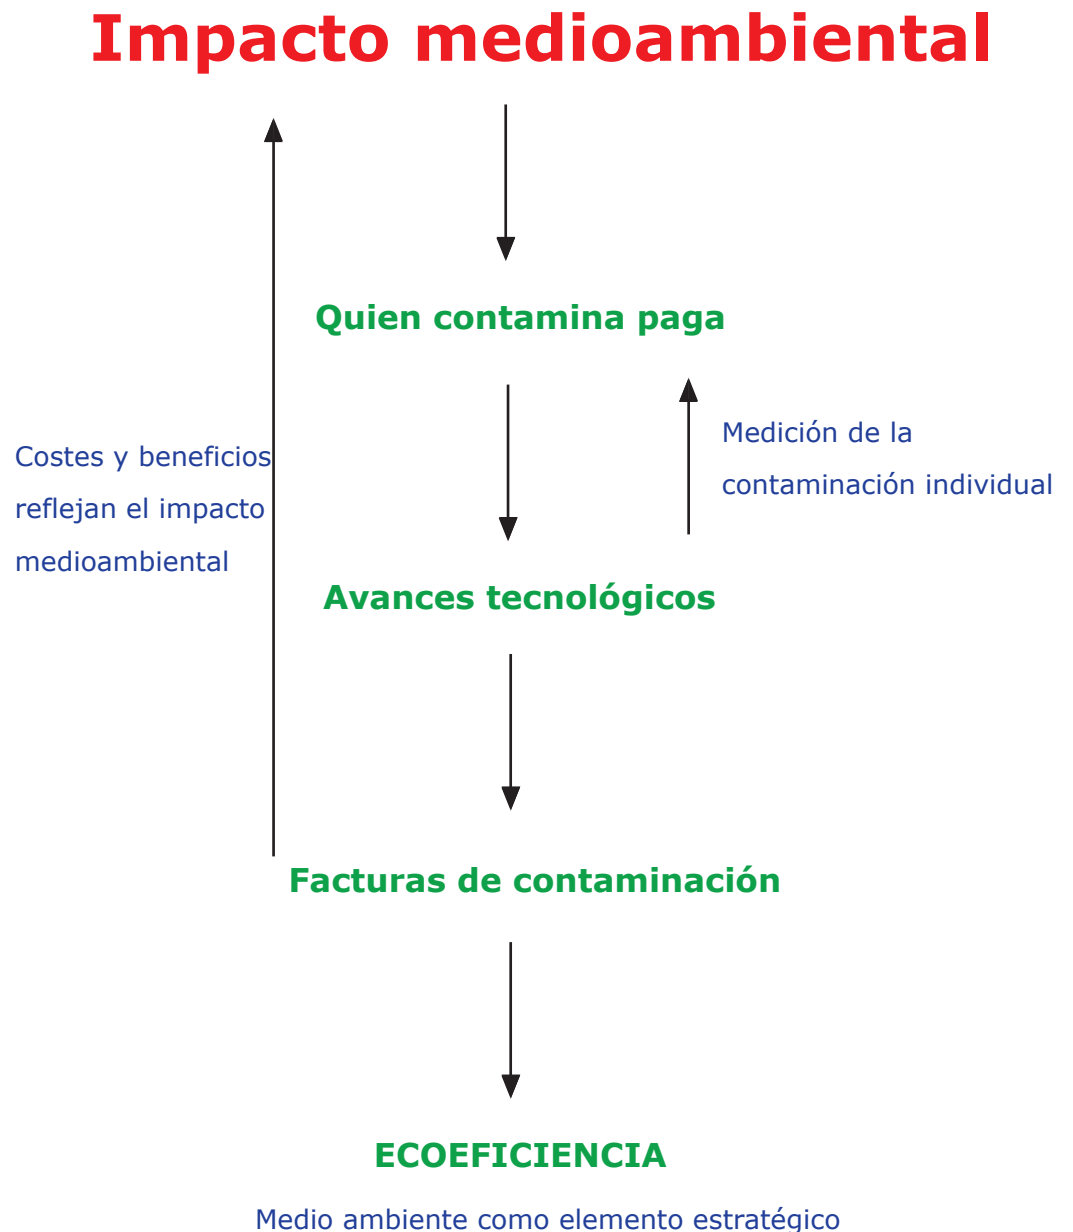 Impacto medioambiental
Quien contamina paga
Costes y beneficios
reflejan el impacto
medioambiental
Medición de la
contaminación individual
Avances tecnológicos
Facturas de contaminación
ECOEFICIENCIA
Medio ambiente como elemento estratégico